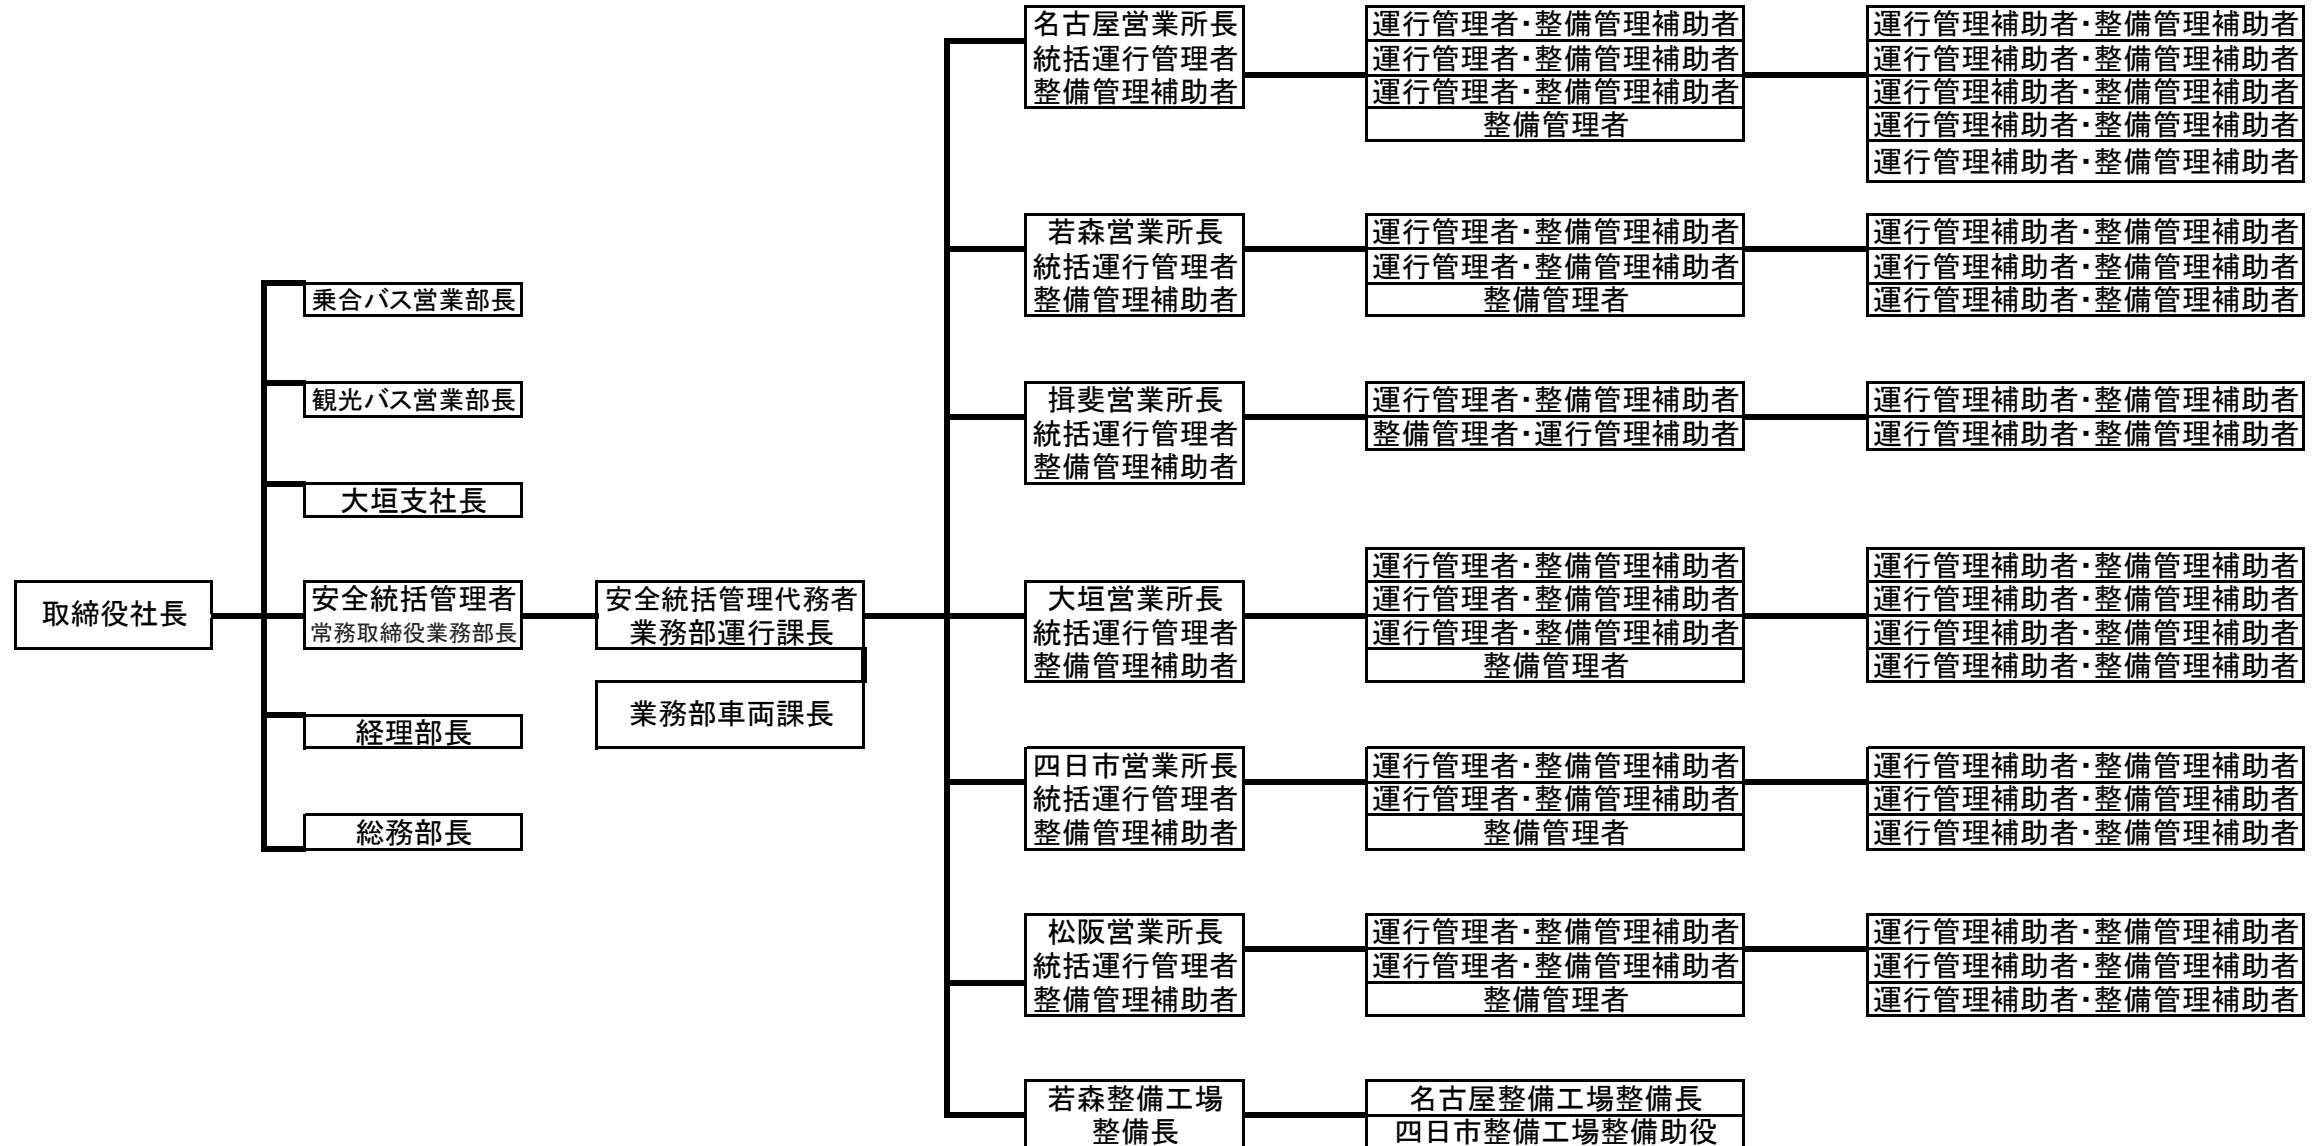 取締役社長
乗合バス営業部長
観光バス営業部長
大垣支社長
安全統括管理者
常務取締役業務部長
経理部長
総務部長
安全統括管理代務者
業務部運行課長
業務部車両課長
名古屋営業所長
統括運行管理者
整備管理補助者
運行管理者・整備管理補助者
運行管理者・整備管理補助者
運行管理者・整備管理補助者
整備管理者
運行管理補助者・整備管理補助者
運行管理補助者・整備管理補助者
運行管理補助者・整備管理補助者
運行管理補助者・整備管理補助者
運行管理補助者・整備管理補助者
若森営業所長
統括運行管理者
整備管理補助者
運行管理者・整備管理補助者
運行管理者・整備管理補助者
整備管理者
運行管理補助者・整備管理補助者
運行管理補助者・整備管理補助者
運行管理補助者・整備管理補助者
揖斐営業所長
統括運行管理者
整備管理補助者
運行管理者・整備管理補助者
整備管理者・運行管理補助者
運行管理補助者・整備管理補助者
運行管理補助者・整備管理補助者
大垣営業所長
統括運行管理者
整備管理補助者
運行管理者・整備管理補助者
運行管理者・整備管理補助者
運行管理者・整備管理補助者
整備管理者
運行管理補助者・整備管理補助者
運行管理補助者・整備管理補助者
運行管理補助者・整備管理補助者
運行管理補助者・整備管理補助者
四日市営業所長
統括運行管理者
整備管理補助者
運行管理者・整備管理補助者
運行管理者・整備管理補助者
整備管理者
運行管理補助者・整備管理補助者
運行管理補助者・整備管理補助者
運行管理補助者・整備管理補助者
松阪営業所長
統括運行管理者
整備管理補助者
運行管理者・整備管理補助者
運行管理者・整備管理補助者
整備管理者
運行管理補助者・整備管理補助者
運行管理補助者・整備管理補助者
運行管理補助者・整備管理補助者
若森整備工場
整備長
名古屋整備工場整備長
四日市整備工場整備助役